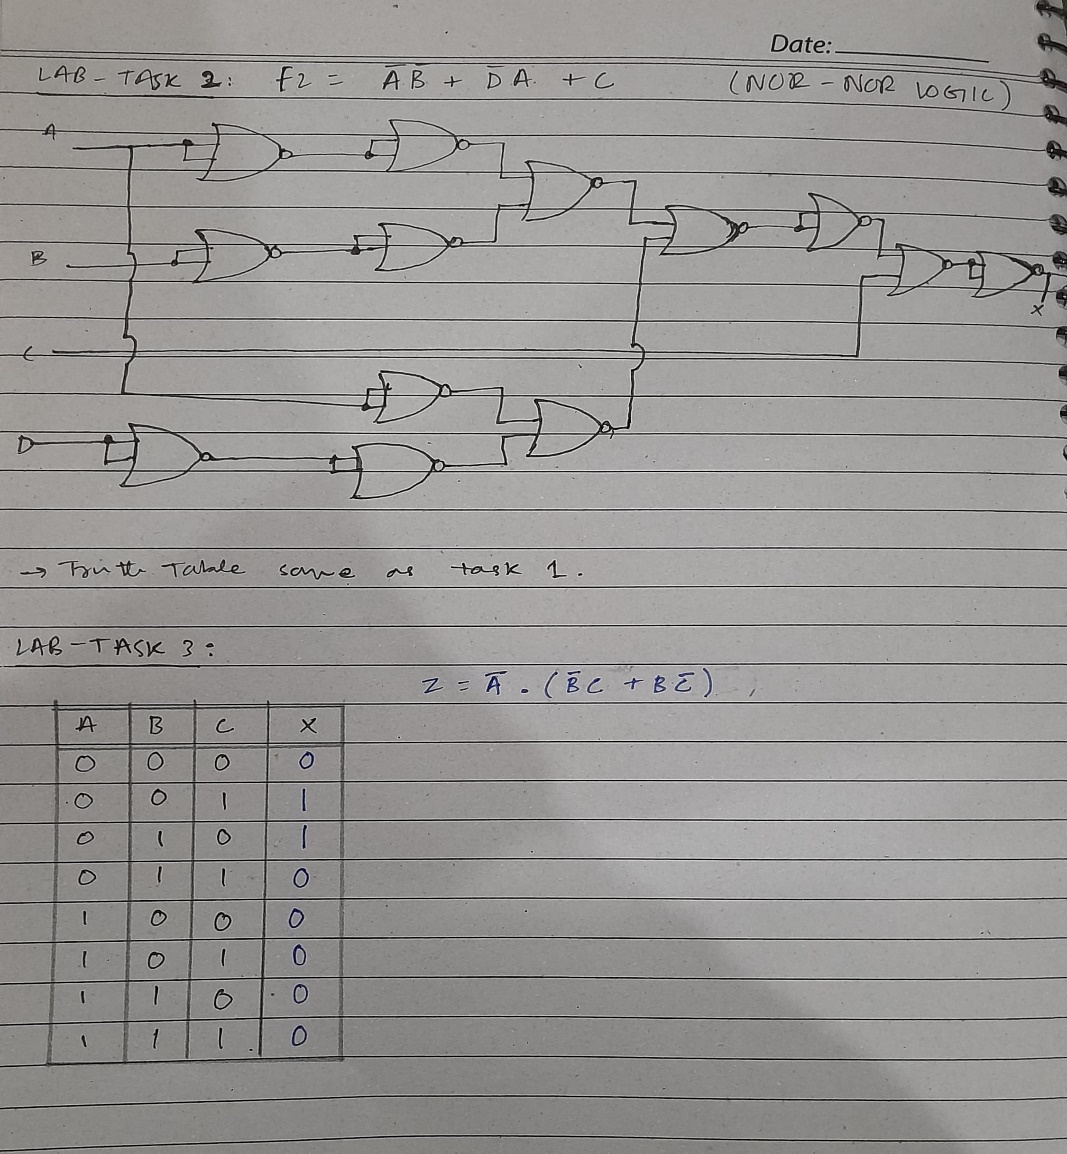 Date:
LAB - TASK 2: f2 = A̅ B̅ + D̅ A. + C (NOR - NOR LOGIC)
A
B
X
C
D
→ Truth Table same as task 1.
LAB - TASK 3:
Z = A̅ . (B̅C + BC̅)
A B C X
0 0 0 0
0 0 1 1
0 1 0 1
0 1 1 0
1 0 0 0
1 0 1 0
1 1 0 0
1 1 1 0